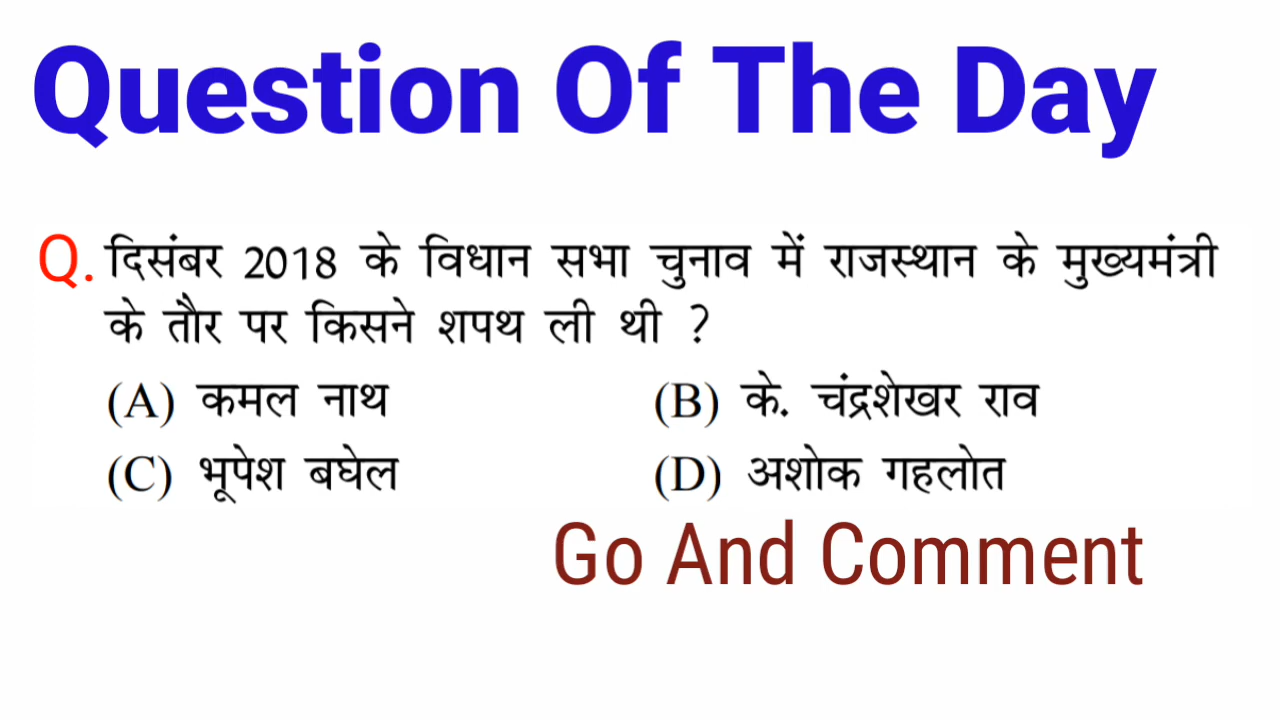 Question Of The Day
Q. दिसंबर 2018 के विधान सभा चुनाव में राजस्थान के मुख्यमंत्री
के तौर पर किसने शपथ ली थी ?
(A) कमल नाथ (B) के. चंद्रशेखर राव
(C) भूपेश बघेल (D) अशोक गहलोत
Go And Comment